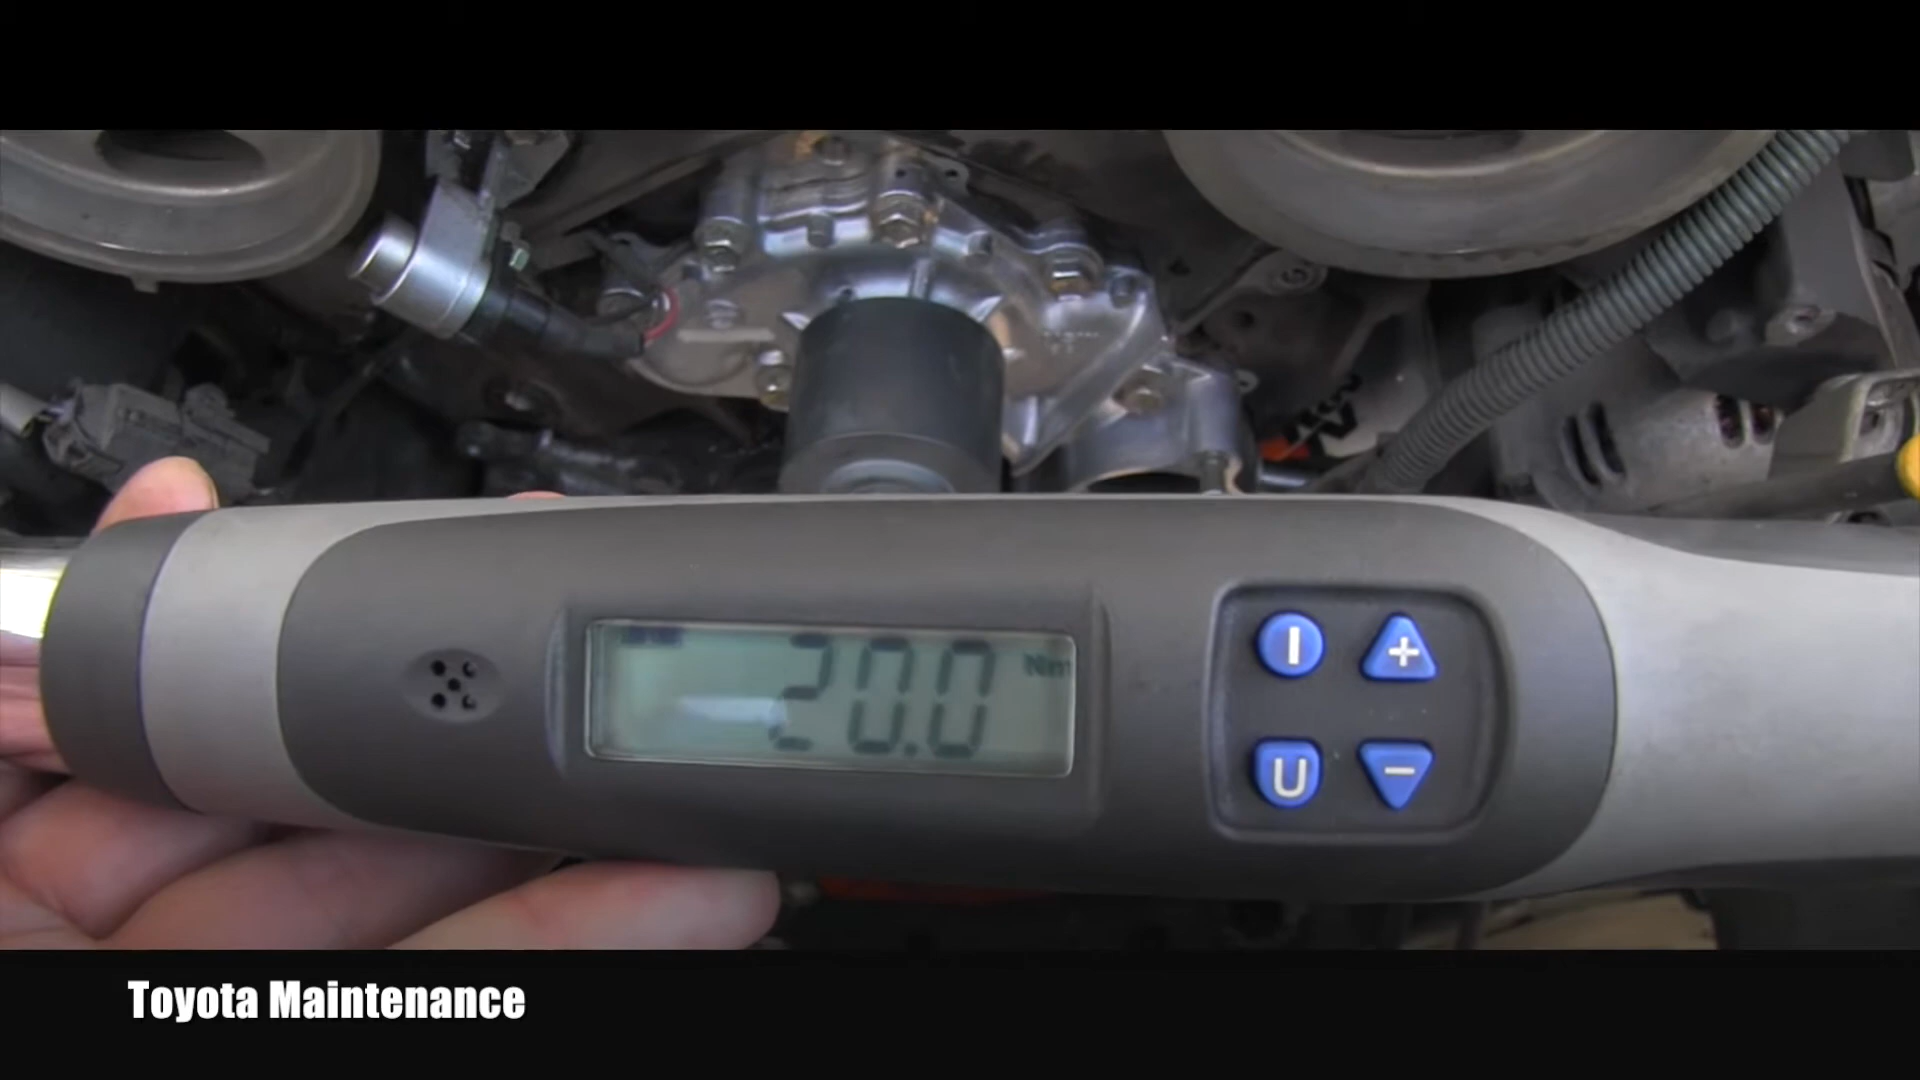 20.0 Nm
I +
U −
Toyota Maintenance